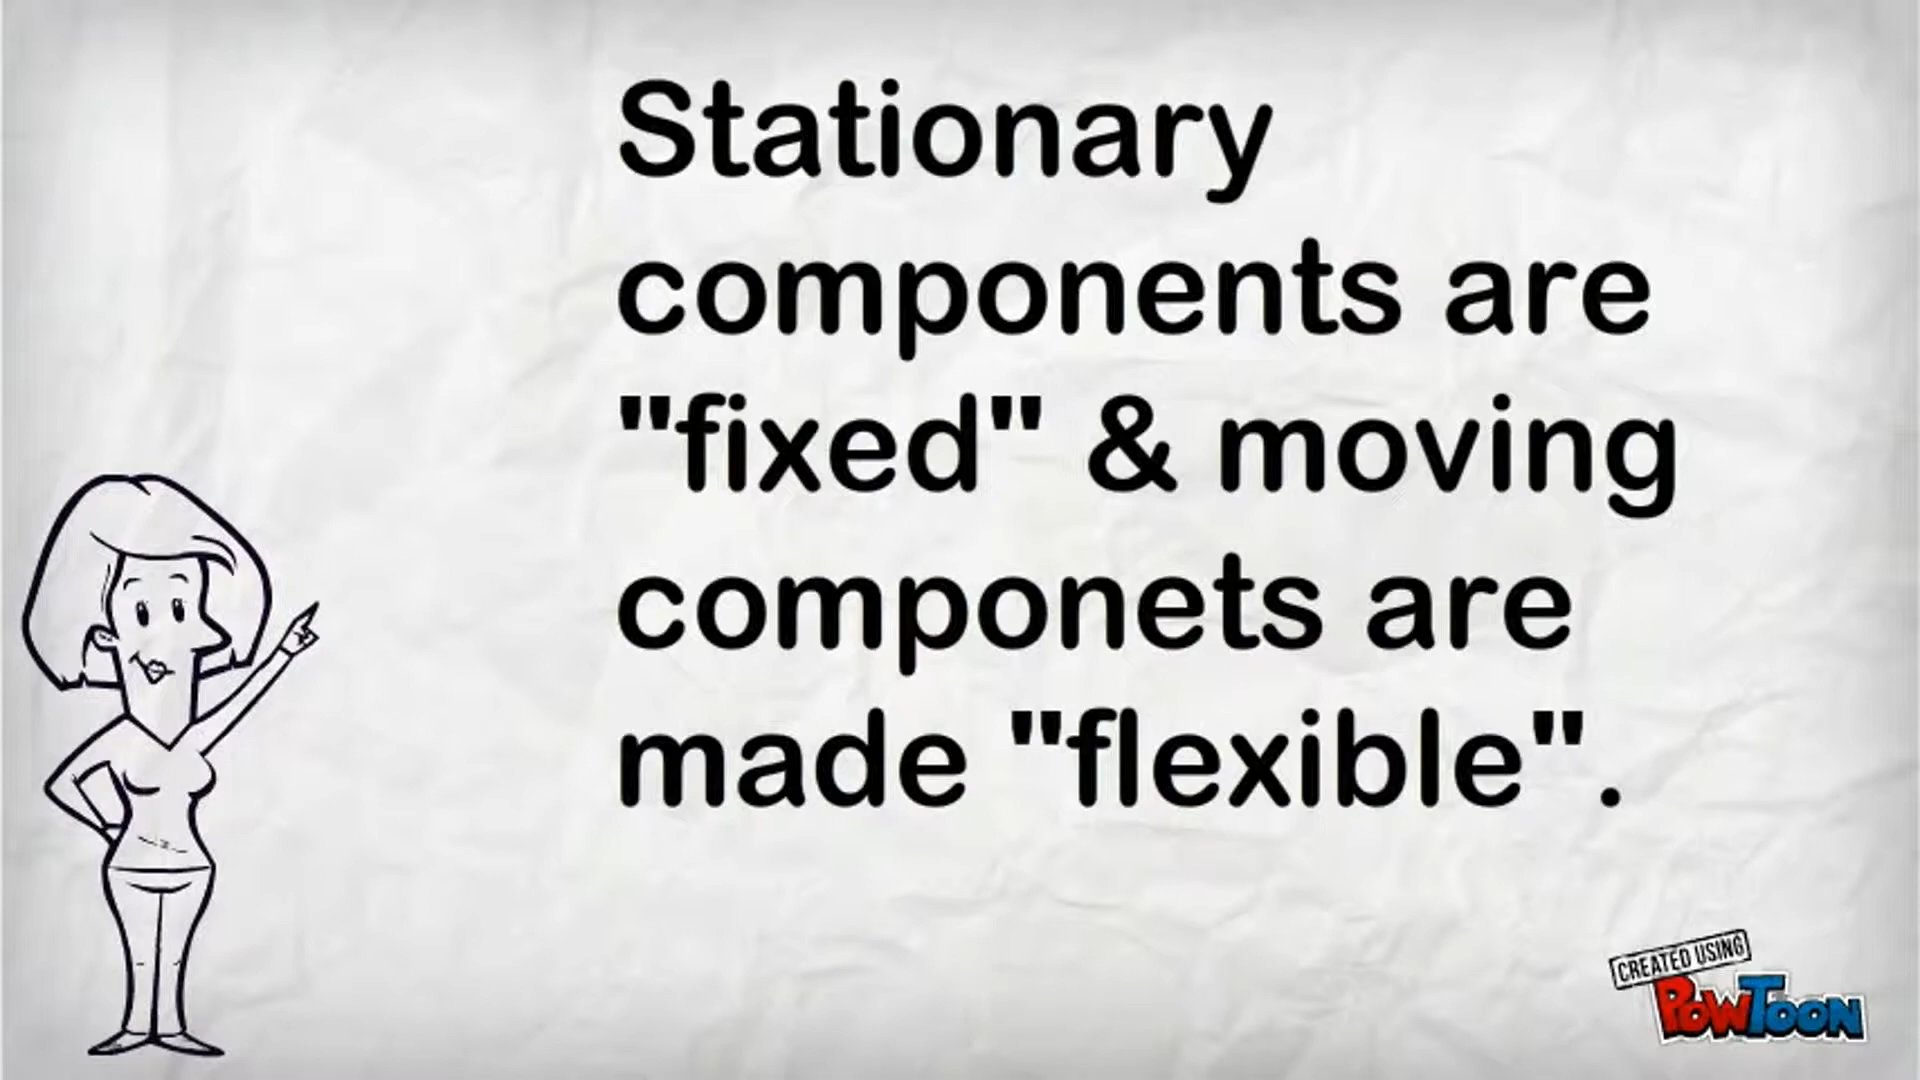 Stationary
components are
"fixed" & moving
componets are
made "flexible".
CREATED USING
POWTOON